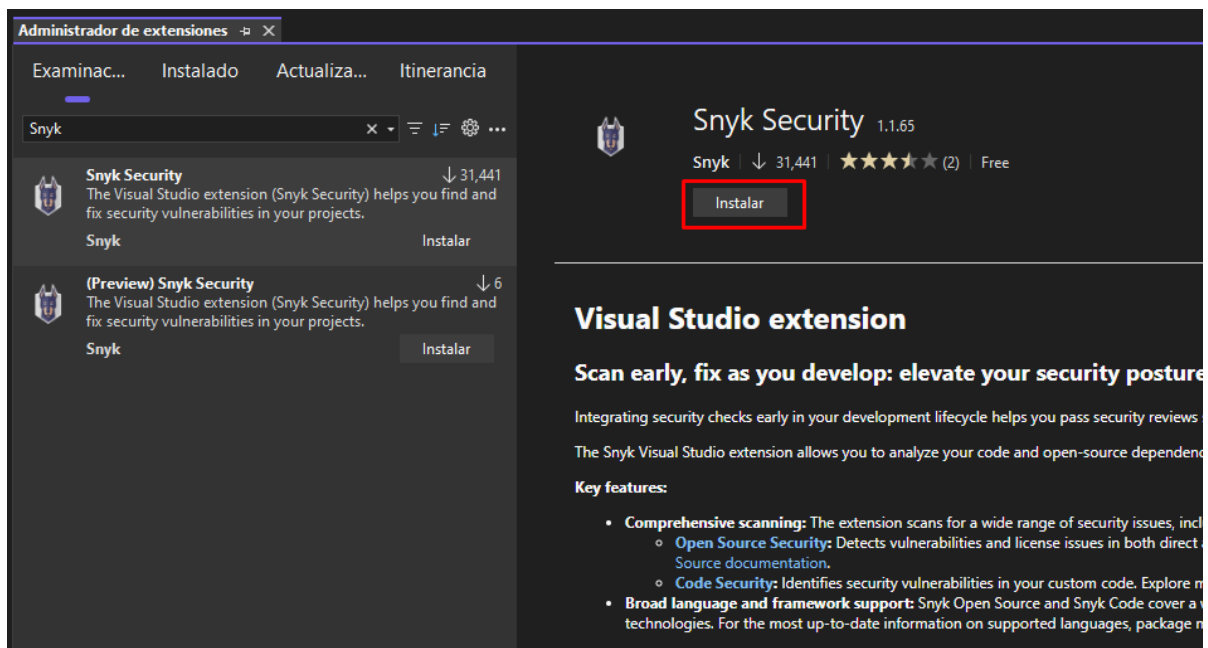 Administrador de extensiones
Examinac... Instalado Actualiza... Itinerancia
Snyk
Snyk Security 31,441
The Visual Studio extension (Snyk Security) helps you find and
fix security vulnerabilities in your projects.
Snyk Instalar
(Preview) Snyk Security 6
The Visual Studio extension (Snyk Security) helps you find and
fix security vulnerabilities in your projects.
Snyk Instalar
Snyk Security 1.1.65
Snyk 31,441 (2) Free
Instalar
Visual Studio extension
Scan early, fix as you develop: elevate your security posture
Integrating security checks early in your development lifecycle helps you pass security reviews
The Snyk Visual Studio extension allows you to analyze your code and open-source
Key features:
• Comprehensive scanning: The extension scans for a wide range of security issues,
Open Source Security: Detects vulnerabilities and license issues in both direct
Source documentation.
Code Security: Identifies security vulnerabilities in your custom code. Explore
• Broad language and framework support: Snyk Open Source and Snyk Code cover a
technologies. For the most up-to-date information on supported languages, package